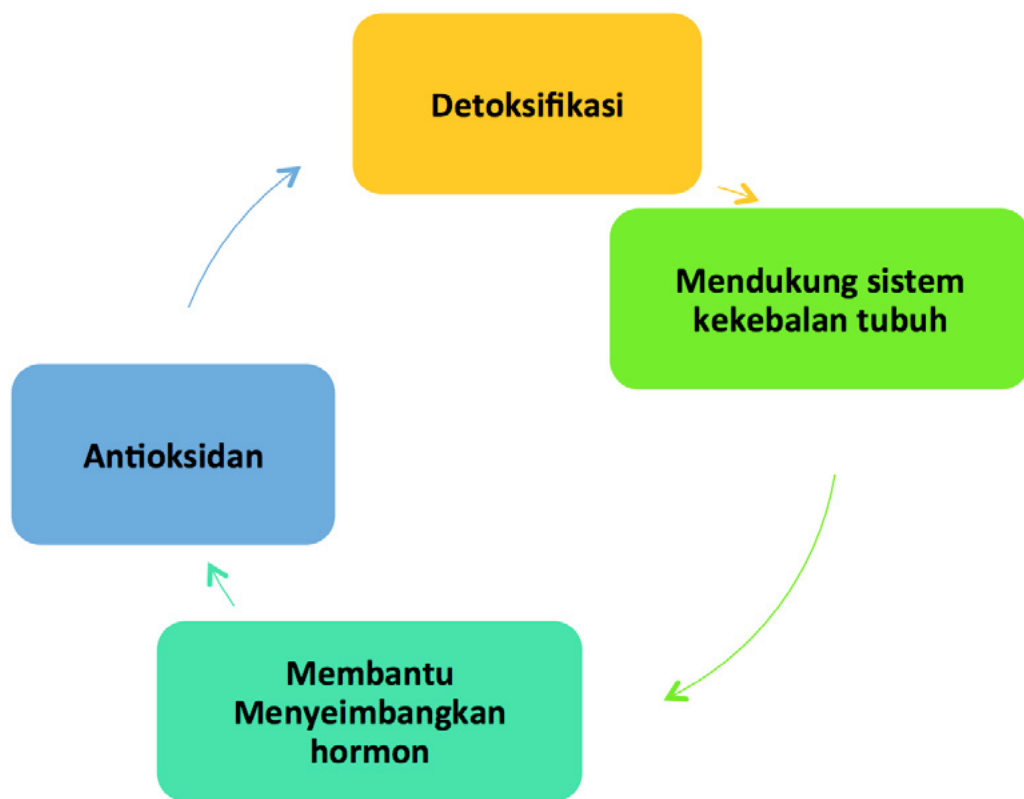 Detoksifikasi
Mendukung sistem
kekebalan tubuh
Membantu
Menyeimbangkan
hormon
Antioksidan